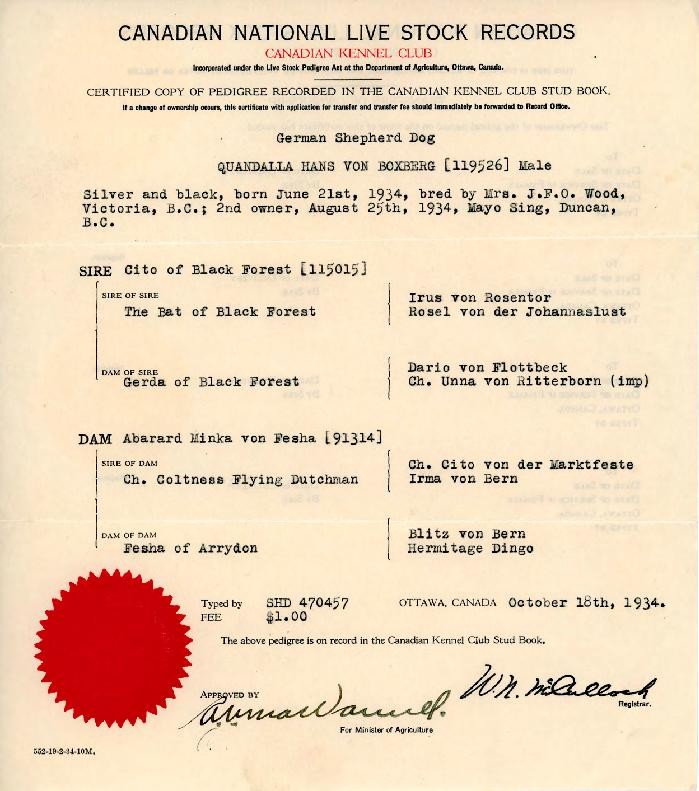 CANADIAN NATIONAL LIVE STOCK RECORDS
CANADIAN KENNEL CLUB
Incorporated under the Live Stock Pedigree Act at the Department of Agriculture, Ottawa, Canada.
CERTIFIED COPY OF PEDIGREE RECORDED IN THE CANADIAN KENNEL CLUB STUD BOOK.
If a change of ownership occurs, this certificate with application for transfer and transfer fee should immediately be forwarded to Record Office.
German Shepherd Dog
QUANDALLA HANS VON BOXBERG [119526] Male
Silver and black, born June 21st, 1934, bred by Mrs. J.F.O. Wood,
Victoria, B.C.; 2nd owner, August 25th, 1934, Mayo Sing, Duncan,
B.C.
SIRE Cito of Black Forest [115015]
SIRE OF SIRE
The Bat of Black Forest
Irus von Rosentor
Rosel von der Johannaslust
DAM OF SIRE
Gerda of Black Forest
Dario von Flottbeck
Ch. Unna von Ritterborn (imp)
DAM Abarard Minka von Fesha [91314]
SIRE OF DAM
Ch. Coltness Flying Dutchman
Ch. Cito von der Marktfeste
Irma von Bern
DAM OF DAM
Fesha of Arrydon
Blitz von Bern
Hermitage Dingo
Typed by SHD 470457 OTTAWA, CANADA October 18th, 1934.
FEE $1.00
The above pedigree is on record in the Canadian Kennel Club Stud Book.
APPROVED BY
W.N. McCulloch
Registrar.
For Minister of Agriculture
552-19-2-34-10M.